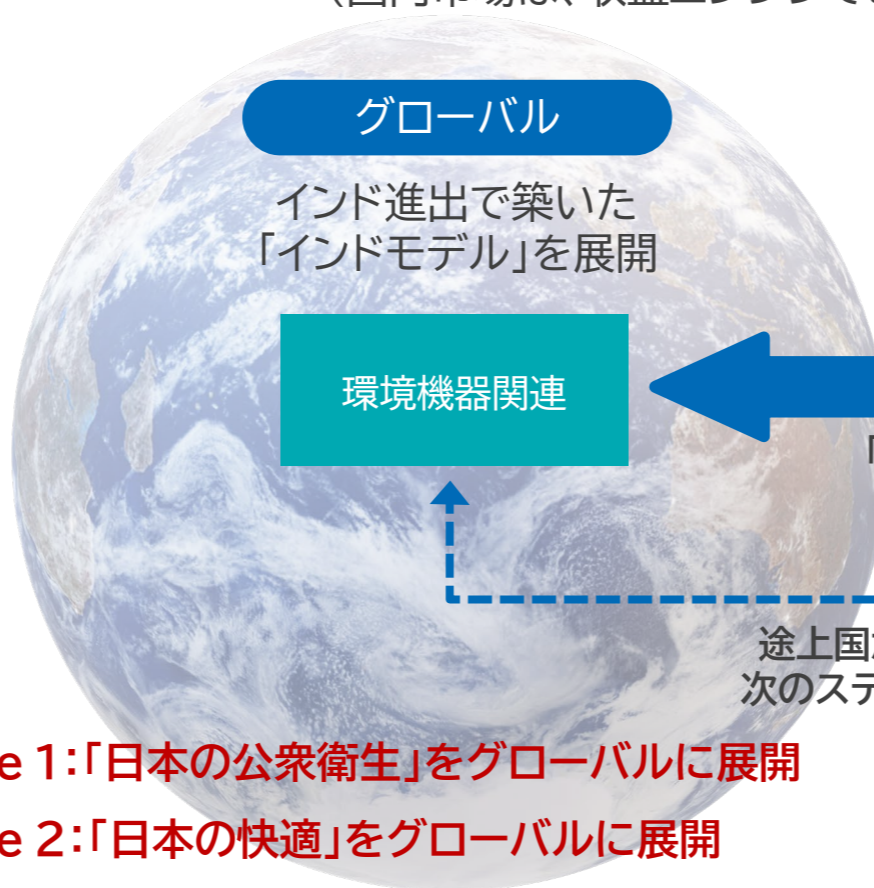 グローバル
インド進出で築いた
「インドモデル」を展開
環境機器関連
途上国
次のステ
e 1:「日本の公衆衛生」をグローバルに展開
e 2:「日本の快適」をグローバルに展開